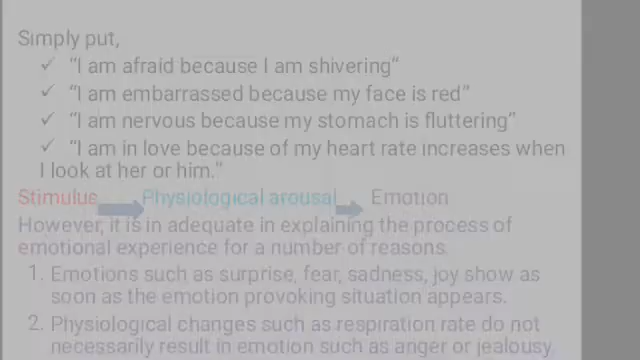 Simply put,
✓ “I am afraid because I am shivering“
✓ “I am embarrassed because my face is red”
✓ “I am nervous because my stomach is fluttering”
✓ “I am in love because of my heart rate increases when
I look at her or him.”
Stimulus Physiological arousal Emotion
However, it is in adequate in explaining the process of
emotional experience for a number of reasons.
1. Emotions such as surprise, fear, sadness, joy show as
soon as the emotion provoking situation appears.
2. Physiological changes such as respiration rate do not
necessarily result in emotion such as anger or jealousy.